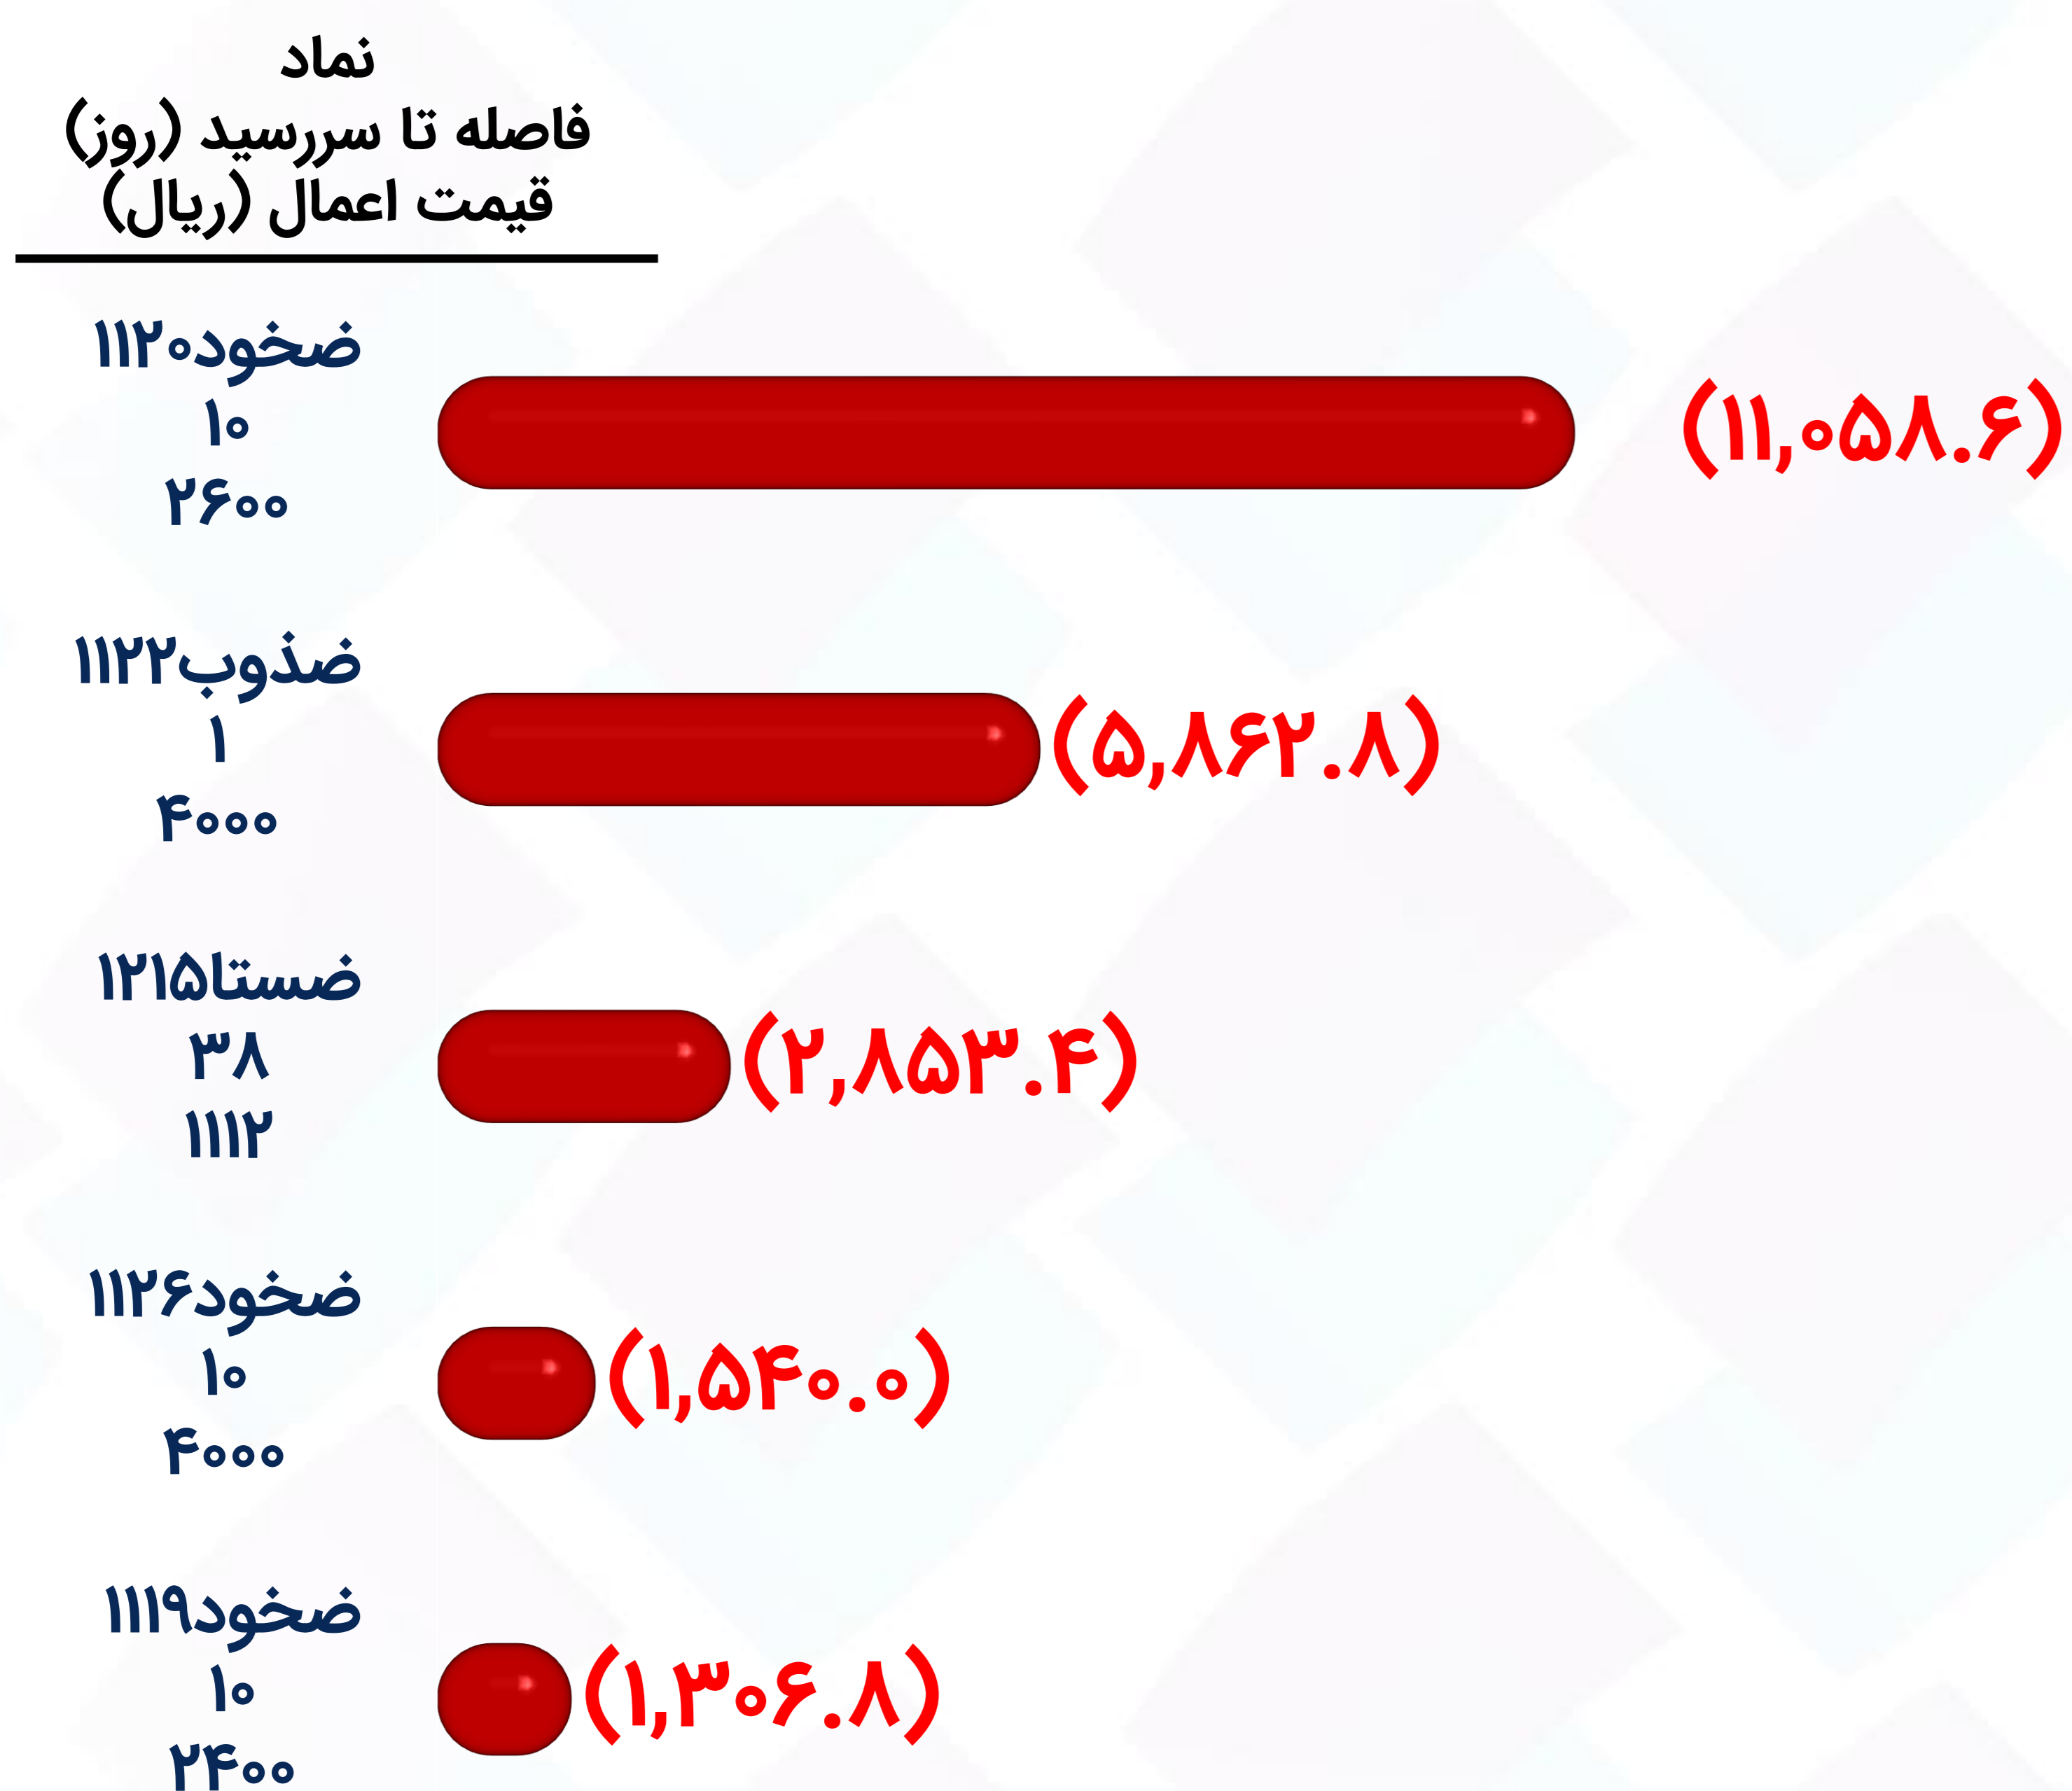 نماد
فاصله تا سررسید (روز)
قیمت اعمال (ریال)
ضخود۱۱۲۰
۱۰
۲۶۰۰
(۱۱,۰۵۸.۶)
ضذوب۱۱۲۲
۱
۴۰۰۰
(۵,۸۶۲.۸)
ضستا۱۲۱۵
۳۸
۱۱۱۲
(۲,۸۵۳.۴)
ضخود۱۱۲۶
۱۰
۴۰۰۰
(۱,۵۴۰.۰)
ضخود۱۱۱۹
۱۰
۲۴۰۰
(۱,۳۰۶.۸)